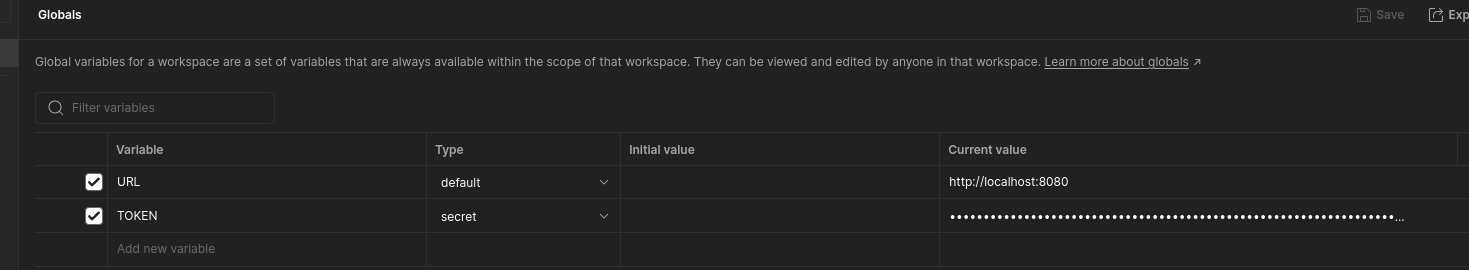 Globals
Save
Exp
Global variables for a workspace are a set of variables that are always available within the scope of that workspace. They can be viewed and edited by anyone in that workspace. Learn more about globals ↗
Filter variables
Variable Type Initial value Current value
URL default http://localhost:8080
TOKEN secret ••••••••••••••••••••••••••••••••••••••••••••••••••••••••••••••••••...
Add new variable